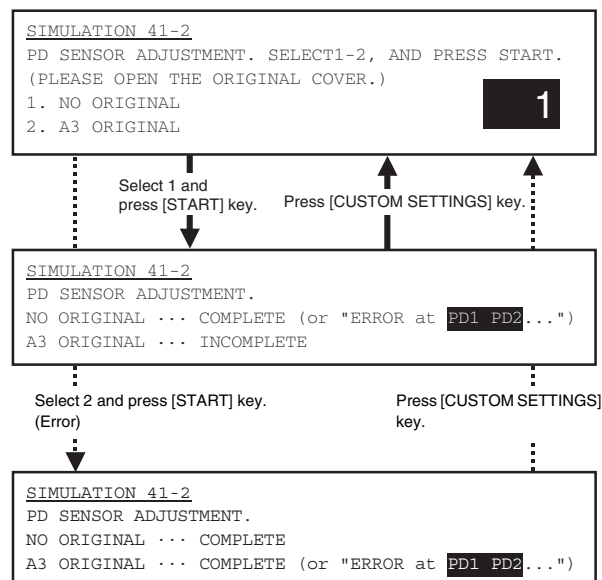 SIMULATION 41-2
PD SENSOR ADJUSTMENT. SELECT1-2, AND PRESS START.
(PLEASE OPEN THE ORIGINAL COVER.)
1. NO ORIGINAL
2. A3 ORIGINAL
1
Select 1 and
press [START] key.
Press [CUSTOM SETTINGS] key.
SIMULATION 41-2
PD SENSOR ADJUSTMENT.
NO ORIGINAL ··· COMPLETE (or "ERROR at PD1 PD2...")
A3 ORIGINAL ··· INCOMPLETE
Select 2 and press [START] key.
(Error)
Press [CUSTOM SETTINGS]
key.
SIMULATION 41-2
PD SENSOR ADJUSTMENT.
NO ORIGINAL ··· COMPLETE
A3 ORIGINAL ··· COMPLETE (or "ERROR at PD1 PD2...")